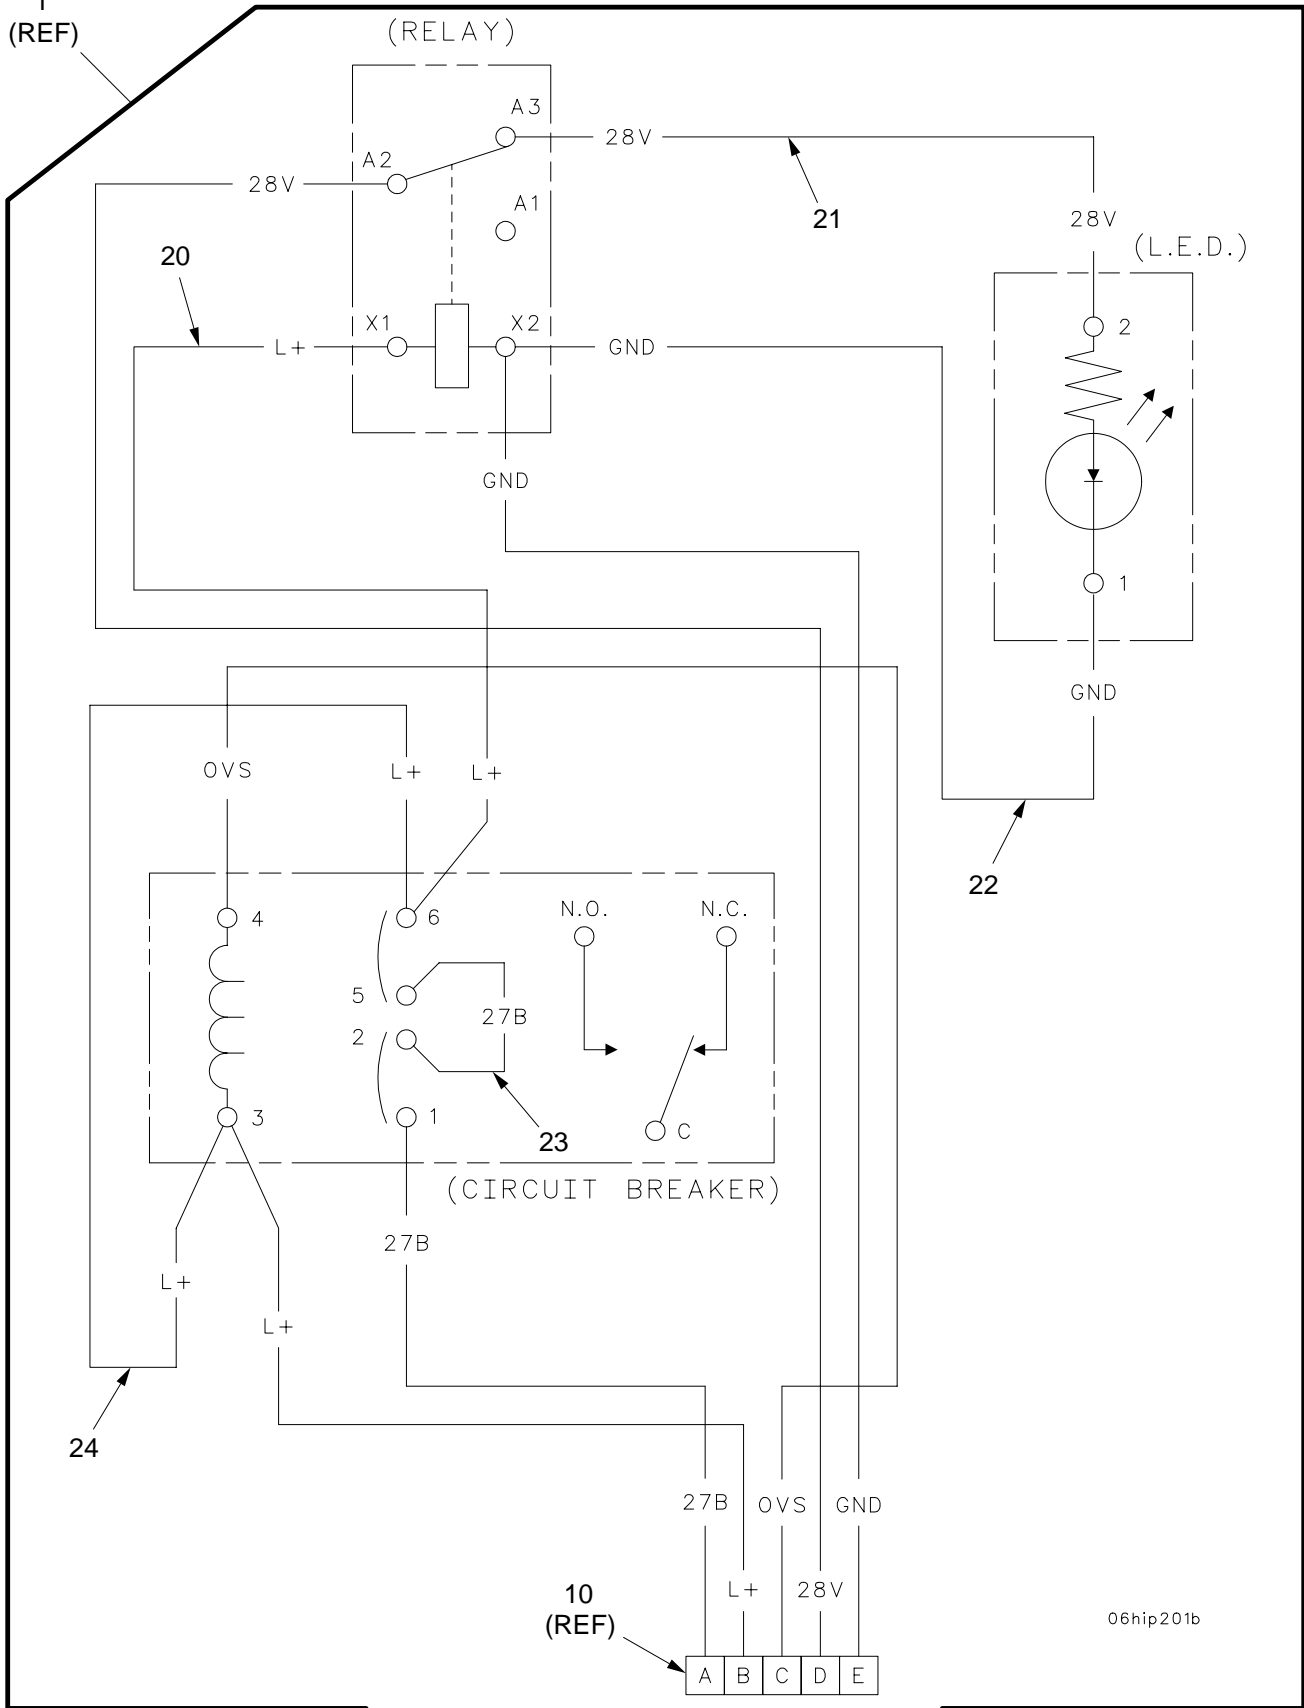 (REF)
(RELAY)
A3
28V
A2
28V
A1
21
28V
(L.E.D.)
20
X1
X2
L+
GND
2
GND
1
GND
OVS
L+
L+
22
4
6
N.O.
N.C.
5
27B
2
3
1
23
C
(CIRCUIT BREAKER)
27B
L+
L+
24
27B
OVS
GND
L+
28V
10
(REF)
06hip201b
A B C D E